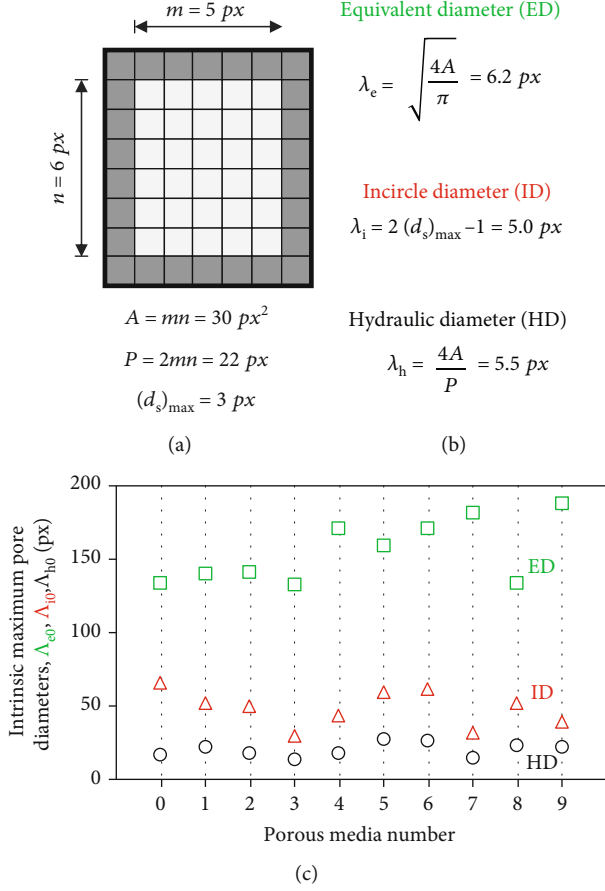 m = 5 px
n = 6 px
A = mn = 30 px²
P = 2mn = 22 px
(dₛ)max = 3 px
(a)
Equivalent diameter (ED)
λe = √(4A/π) = 6.2 px
Incircle diameter (ID)
λi = 2 (dₛ)max –1 = 5.0 px
Hydraulic diameter (HD)
λh = 4A/P = 5.5 px
(b)
Intrinsic maximum pore
diameters, Λe0, Λi0,Λh0 (px)
200
150
100
50
0
ED
ID
HD
0 1 2 3 4 5 6 7 8 9
Porous media number
(c)